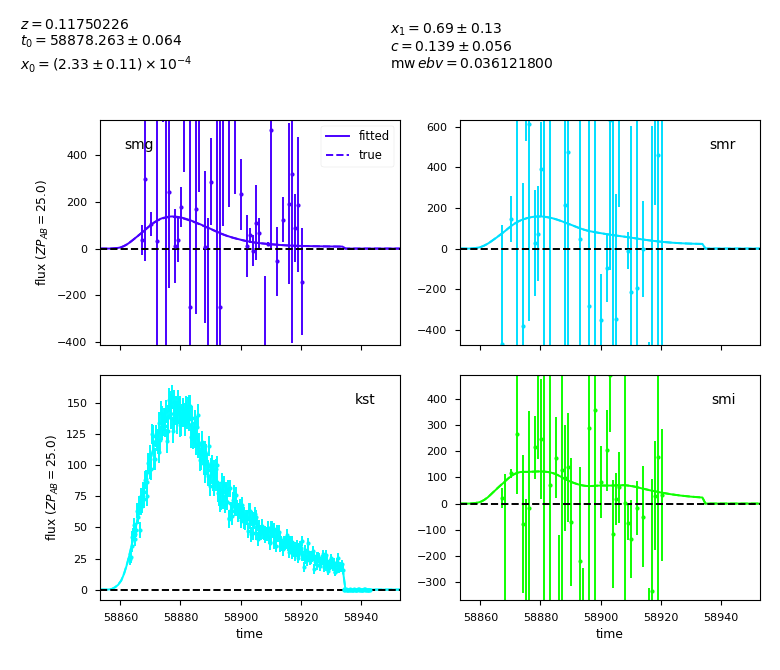 z = 0.11750226
t₀ = 58878.263 ± 0.064
x₀ = (2.33 ± 0.11) × 10⁻⁴
x₁ = 0.69 ± 0.13
c = 0.139 ± 0.056
mw ebv = 0.036121800
smg
fitted
true
400
200
0
−200
−400
flux (ZP_AB = 25.0)
smr
600
400
200
0
−200
−400
kst
150
125
100
75
50
25
0
flux (ZP_AB = 25.0)
58860 58880 58900 58920 58940
time
smi
400
300
200
100
0
−100
−200
−300
58860 58880 58900 58920 58940
time